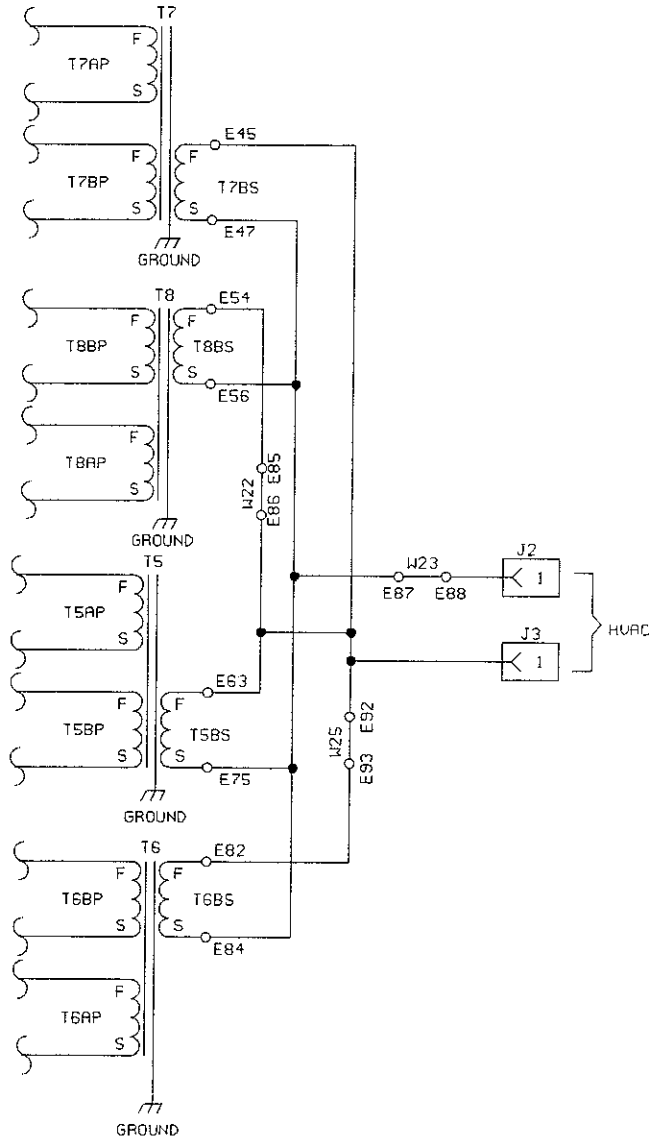 T7
F
T7AP
S
E45
F
F
T7BP
T7BS
S
S
E47
GROUND
T8
E54
F
F
T8BP
T8BS
S
S
E56
F
T8AP
S
E85
W22
E86
GROUND
T5
F
T5AP
S
W23
J2
1
E87
E88
HVAC
J3
1
E63
F
F
T5BP
T5BS
S
S
E75
E92
W25
E93
GROUND
T6
E82
F
F
T6BP
T6BS
S
S
E84
F
T6AP
S
GROUND